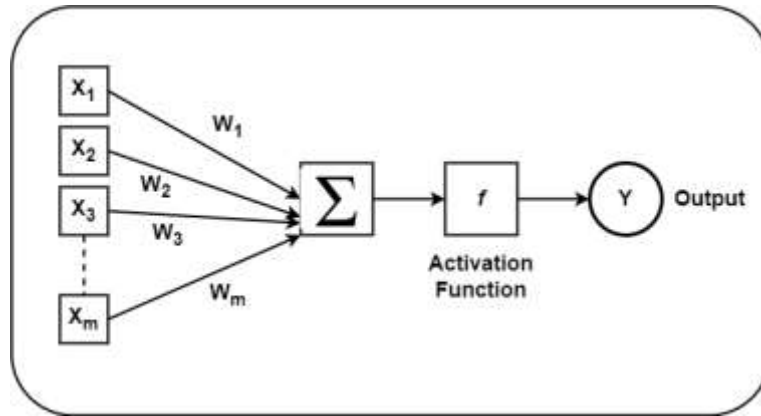 X₁
W₁
X₂
W₂
X₃
W₃
∑
f
Y
Output
Activation
Function
Xₘ
Wₘ